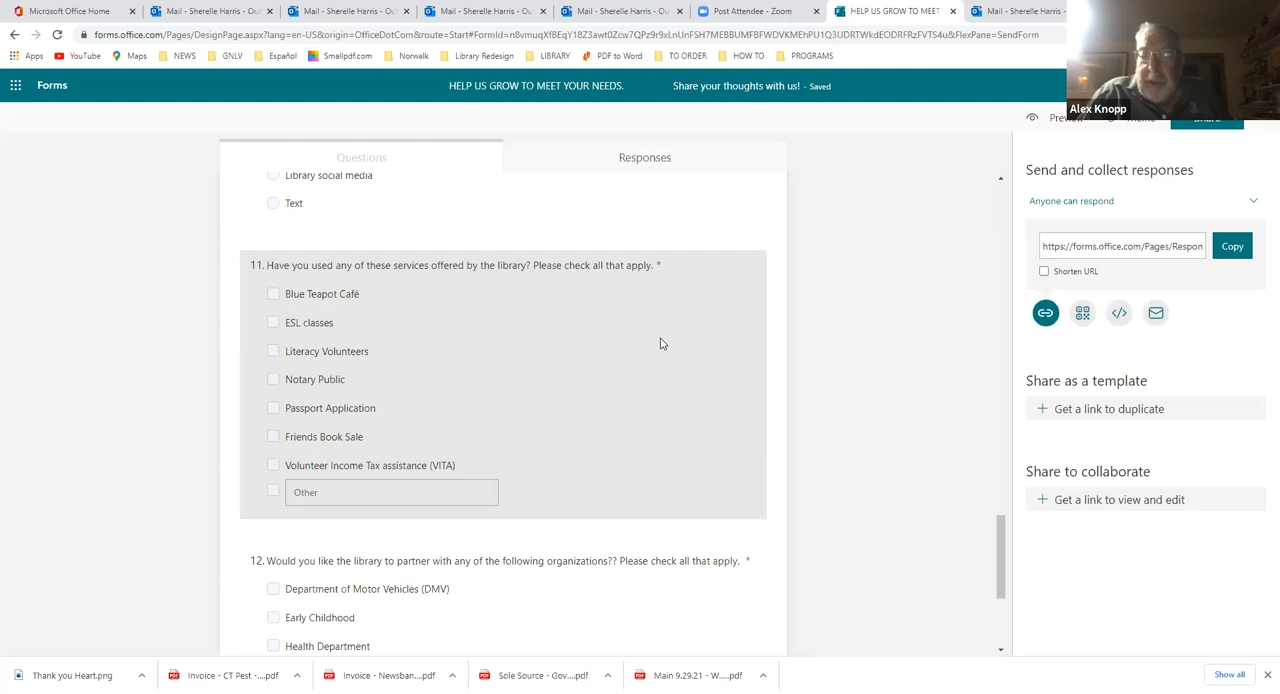 Microsoft Office Home
Mail - Sherelle Harris - Ou
Mail - Sherelle Harris - Ou
Mail - Sherelle Harris - Ou
Mail - Sherelle Harris - Ou
Post Attendee - Zoom
HELP US GROW TO MEET
Mail - Sherelle Harris - Ou
Apps
YouTube
Maps
NEWS
GNLV
Español
Smallpdf.com
Norwalk
Library Redesign
LIBRARY
PDF to Word
TO ORDER
HOW TO
PROGRAMS
Forms
HELP US GROW TO MEET YOUR NEEDS.
Share your thoughts with us! - Saved
Alex Knopp
Preview
Theme
Share
Questions
Responses
Library social media
Text
11. Have you used any of these services offered by the library? Please check all that apply. *
Blue Teapot Café
ESL classes
Literacy Volunteers
Notary Public
Passport Application
Friends Book Sale
Volunteer Income Tax assistance (VITA)
Other
12. Would you like the library to partner with any of the following organizations?? Please check all that apply. *
Department of Motor Vehicles (DMV)
Early Childhood
Health Department
Send and collect responses
Anyone can respond
https://forms.office.com/Pages/Respon
Copy
Shorten URL
Share as a template
+ Get a link to duplicate
Share to collaborate
+ Get a link to view and edit
Thank you Heart.png
Invoice - CT Pest -....pdf
Invoice - Newsban....pdf
Sole Source - Gov....pdf
Main 9.29.21 - W....pdf
Show all